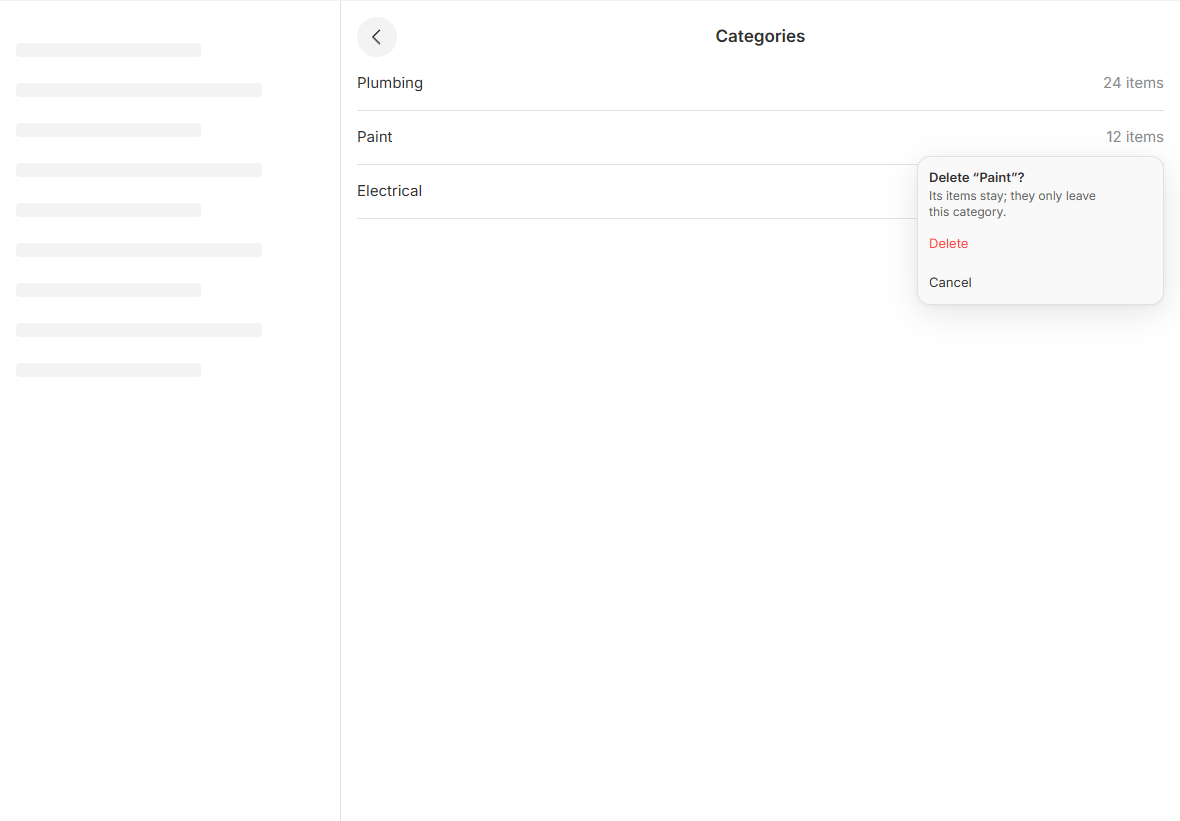 Categories
Plumbing
24 items
Paint
12 items
Electrical
Delete “Paint”?
Its items stay; they only leave
this category.
Delete
Cancel